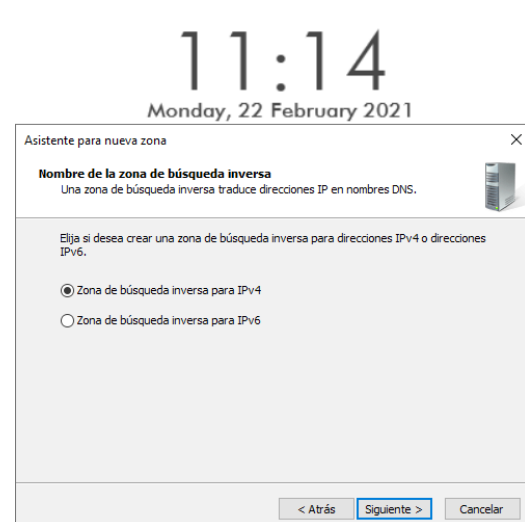 11:14
Monday, 22 February 2021
Asistente para nueva zona
Nombre de la zona de búsqueda inversa
Una zona de búsqueda inversa traduce direcciones IP en nombres DNS.
Elija si desea crear una zona de búsqueda inversa para direcciones IPv4 o direcciones
IPv6.
Zona de búsqueda inversa para IPv4
Zona de búsqueda inversa para IPv6
< Atrás Siguiente > Cancelar